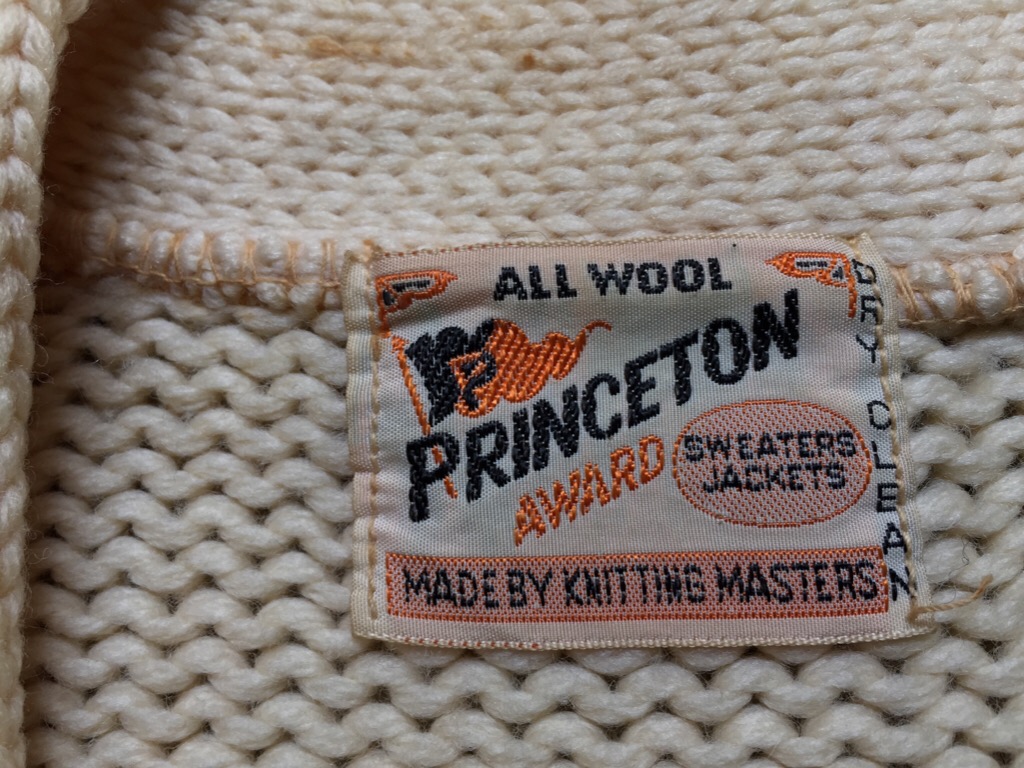 ALL WOOL
P
PRINCETON
AWARD
SWEATERS
JACKETS
MADE BY KNITTING MASTERS
DRY CLEAN